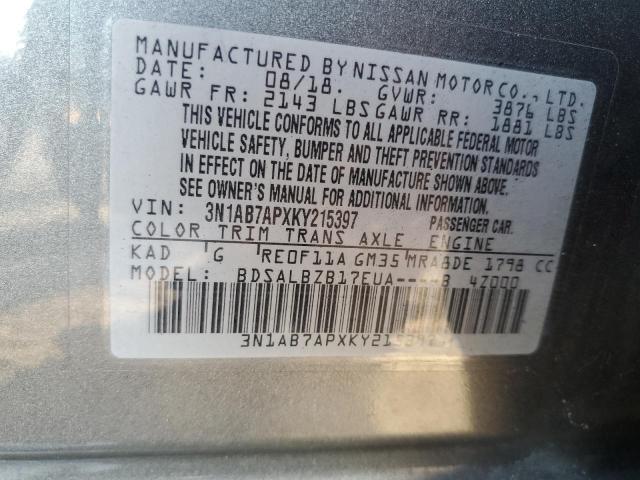 MANUFACTURED BY NISSAN MOTOR CO., LTD.
DATE: 08/18. GVWR: 3876 LBS
GAWR FR: 2143 LBS GAWR RR: 1881 LBS
THIS VEHICLE CONFORMS TO ALL APPLICABLE FEDERAL MOTOR
VEHICLE SAFETY, BUMPER AND THEFT PREVENTION STANDARDS
IN EFFECT ON THE DATE OF MANUFACTURE SHOWN ABOVE.
SEE OWNER'S MANUAL FOR ADDITIONAL INFORMATION.
VIN: 3N1AB7APXKY215397 PASSENGER CAR.
COLOR TRIM TRANS AXLE ENGINE
KAD G RE0F11A GM35 MRA8DE 1798 CC
MODEL: BDSALBZB17EUA-----B 4Z000
3N1AB7APXKY215397